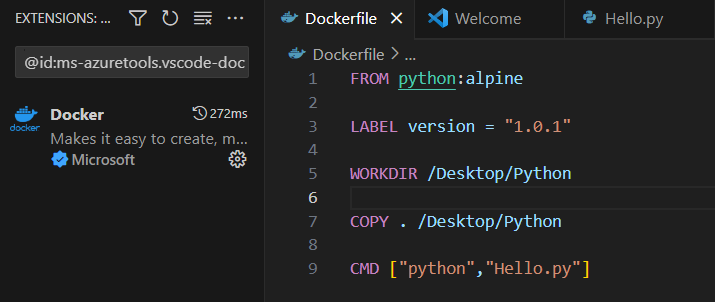 EXTENSIONS: ...
@id:ms-azuretools.vscode-doc
Docker 272ms
docker
Makes it easy to create, m...
Microsoft
Dockerfile Welcome Hello.py
Dockerfile > ...
1 FROM python:alpine
2
3 LABEL version = "1.0.1"
4
5 WORKDIR /Desktop/Python
6
7 COPY . /Desktop/Python
8
9 CMD ["python","Hello.py"]